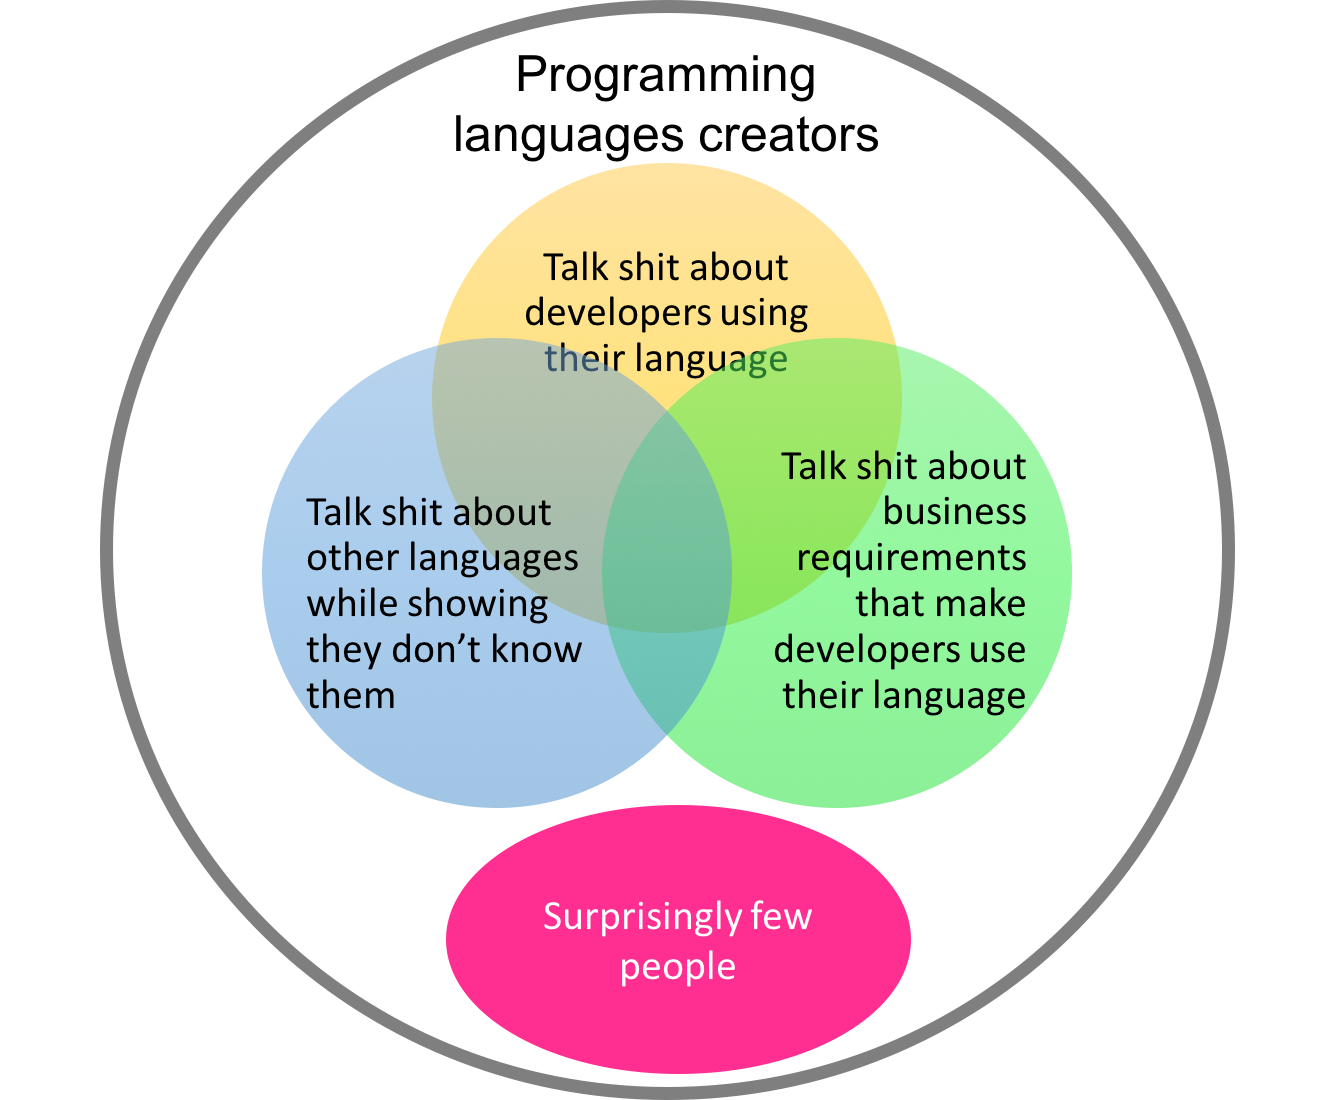 Programming
languages creators
Talk shit about
developers using
their language
Talk shit about
other languages
while showing
they don’t know
them
Talk shit about
business
requirements
that make
developers use
their language
Surprisingly few
people